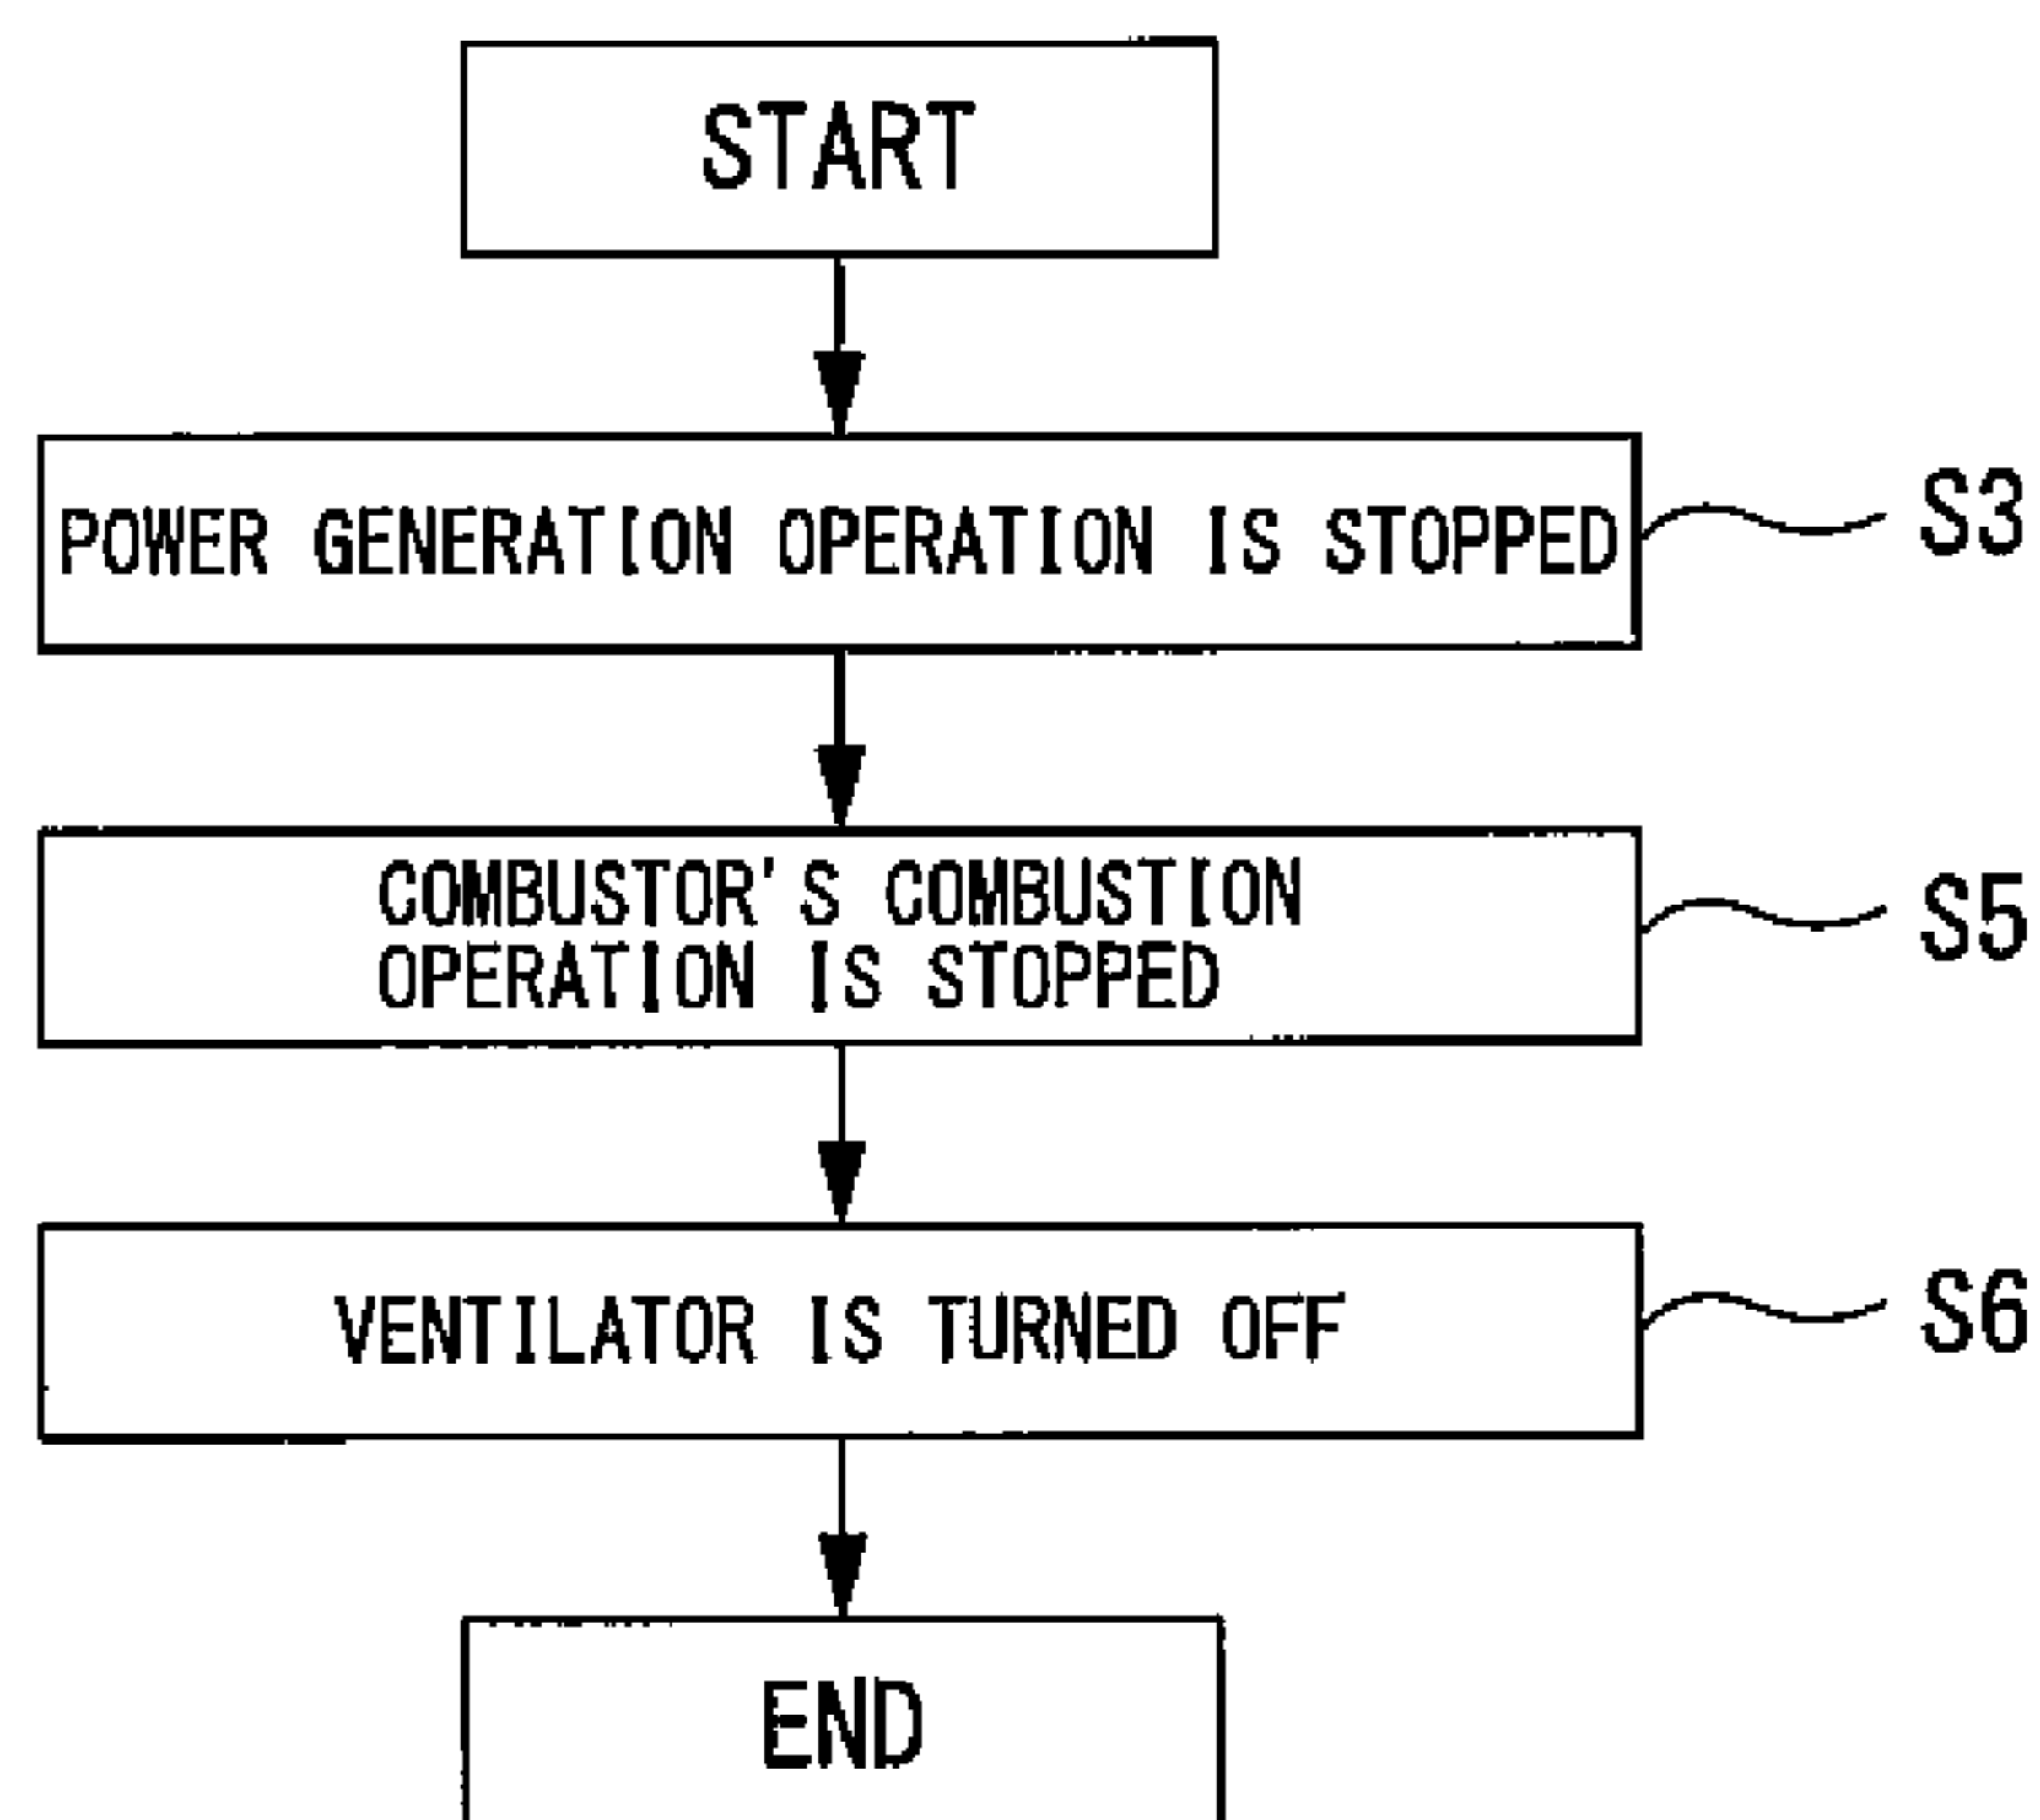 START
POWER GENERATION OPERATION IS STOPPED
S3
COMBUSTOR'S COMBUSTION
OPERATION IS STOPPED
S5
VENTILATOR IS TURNED OFF
S6
END